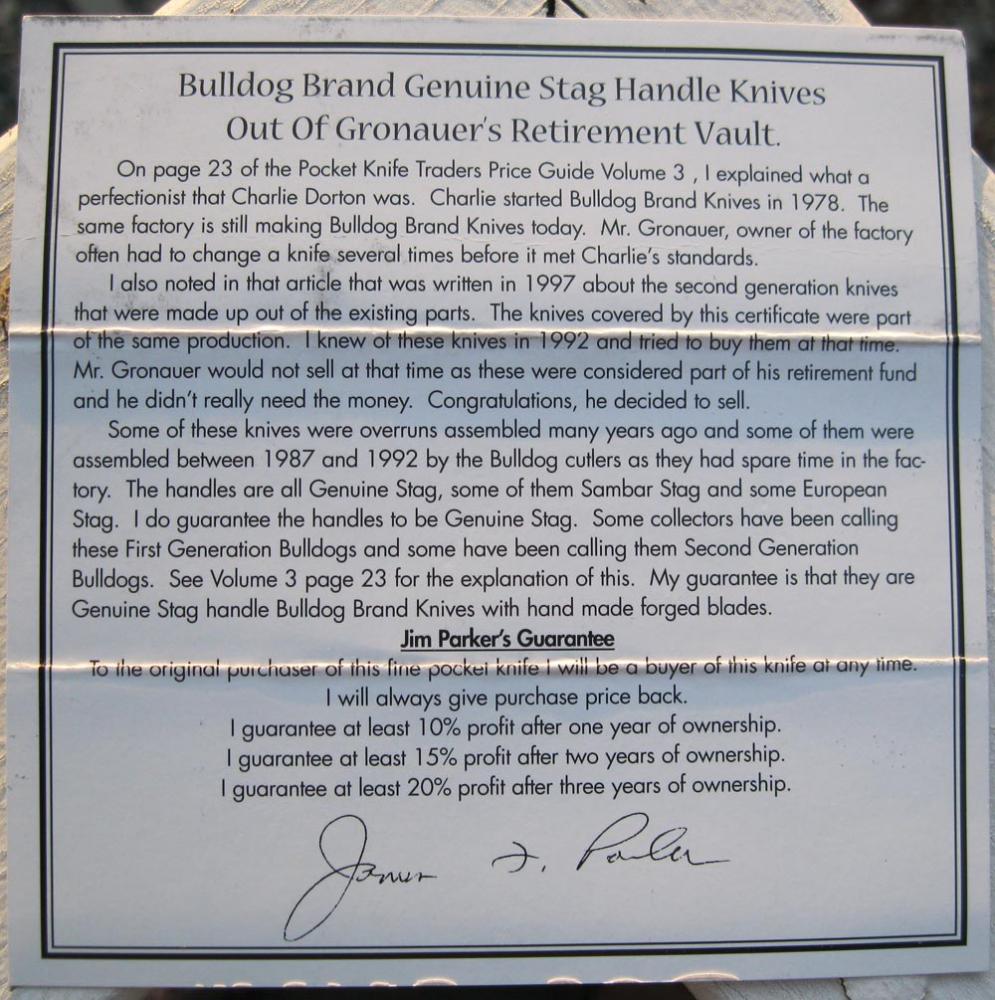 Bulldog Brand Genuine Stag Handle Knives
Out Of Gronauer's Retirement Vault.
On page 23 of the Pocket Knife Traders Price Guide Volume 3 , I explained what a
perfectionist that Charlie Dorton was. Charlie started Bulldog Brand Knives in 1978. The
same factory is still making Bulldog Brand Knives today. Mr. Gronauer, owner of the factory
often had to change a knife several times before it met Charlie's standards.
I also noted in that article that was written in 1997 about the second generation knives
that were made up out of the existing parts. The knives covered by this certificate were part
of the same production. I knew of these knives in 1992 and tried to buy them at that time.
Mr. Gronauer would not sell at that time as these were considered part of his retirement fund
and he didn't really need the money. Congratulations, he decided to sell.
Some of these knives were overruns assembled many years ago and some of them were
assembled between 1987 and 1992 by the Bulldog cutlers as they had spare time in the fac-
tory. The handles are all Genuine Stag, some of them Sambar Stag and some European
Stag. I do guarantee the handles to be Genuine Stag. Some collectors have been calling
these First Generation Bulldogs and some have been calling them Second Generation
Bulldogs. See Volume 3 page 23 for the explanation of this. My guarantee is that they are
Genuine Stag handle Bulldog Brand Knives with hand made forged blades.
Jim Parker's Guarantee
To the original purchaser of this fine pocket knife I will be a buyer of this knife at any time.
I will always give purchase price back.
I guarantee at least 10% profit after one year of ownership.
I guarantee at least 15% profit after two years of ownership.
I guarantee at least 20% profit after three years of ownership.
James F. Parker